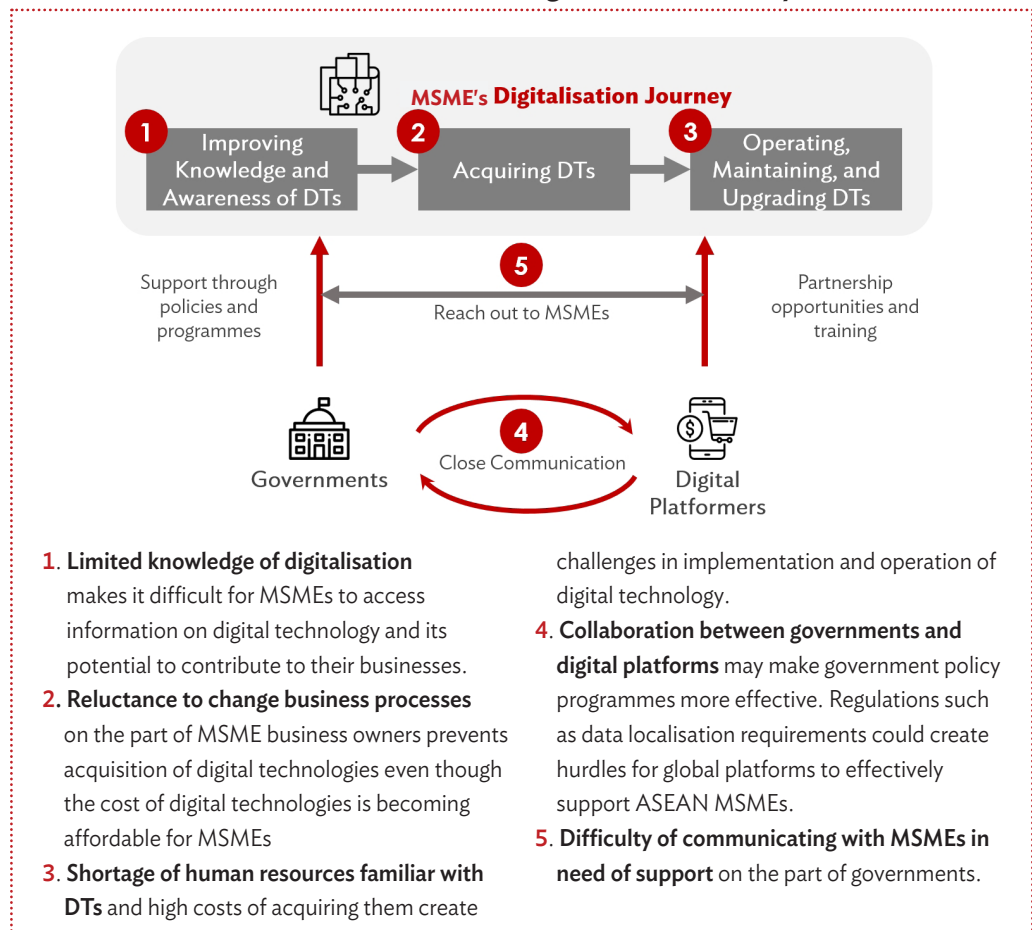 MSME's Digitalisation Journey
1
Improving
Knowledge and
Awareness of DTs
2
Acquiring DTs
3
Operating,
Maintaining, and
Upgrading DTs
Support through
policies and
programmes
5
Reach out to MSMEs
Partnership
opportunities and
training
4
Close Communication
Governments
$
Digital
Platformers
1. Limited knowledge of digitalisation
makes it difficult for MSMEs to access
information on digital technology and its
potential to contribute to their businesses.
2. Reluctance to change business processes
on the part of MSME business owners prevents
acquisition of digital technologies even though
the cost of digital technologies is becoming
affordable for MSMEs
3. Shortage of human resources familiar with
DTs and high costs of acquiring them create
challenges in implementation and operation of
digital technology.
4. Collaboration between governments and
digital platforms may make government policy
programmes more effective. Regulations such
as data localisation requirements could create
hurdles for global platforms to effectively
support ASEAN MSMEs.
5. Difficulty of communicating with MSMEs in
need of support on the part of governments.